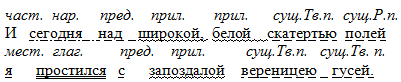 част. нар. пред. прил. прил. сущ.Тв.п. сущ.Р.п.
И сегодня над широкой, белой скатертью полей
мест. глаг. пред. прил. сущ.Тв.п. сущ.Тв. п.
я простился с запоздалой вереницею гусей.